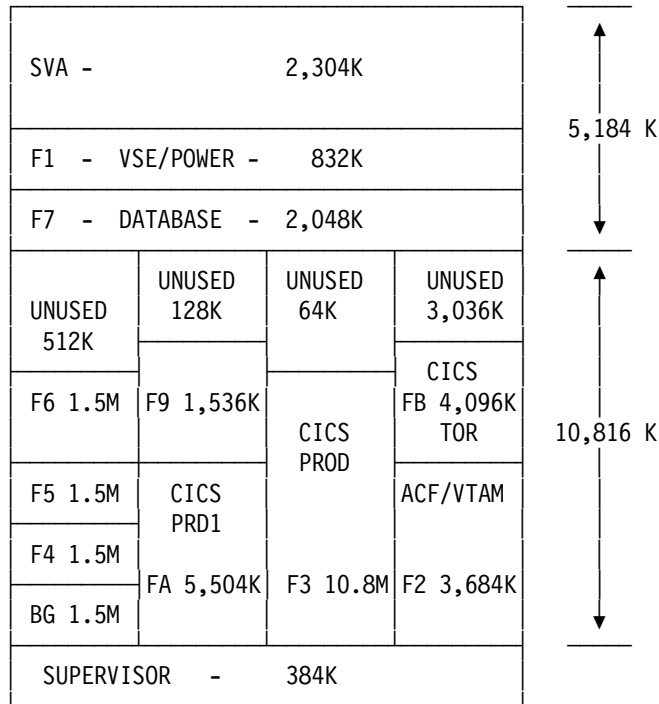 SVA - 2,304K
5,184 K
F1 - VSE/POWER - 832K
F7 - DATABASE - 2,048K
UNUSED UNUSED UNUSED
UNUSED 128K 64K 3,036K
512K
CICS
F6 1.5M F9 1,536K FB 4,096K
CICS TOR 10,816 K
PROD
F5 1.5M CICS ACF/VTAM
PRD1
F4 1.5M
FA 5,504K F3 10.8M F2 3,684K
BG 1.5M
SUPERVISOR - 384K